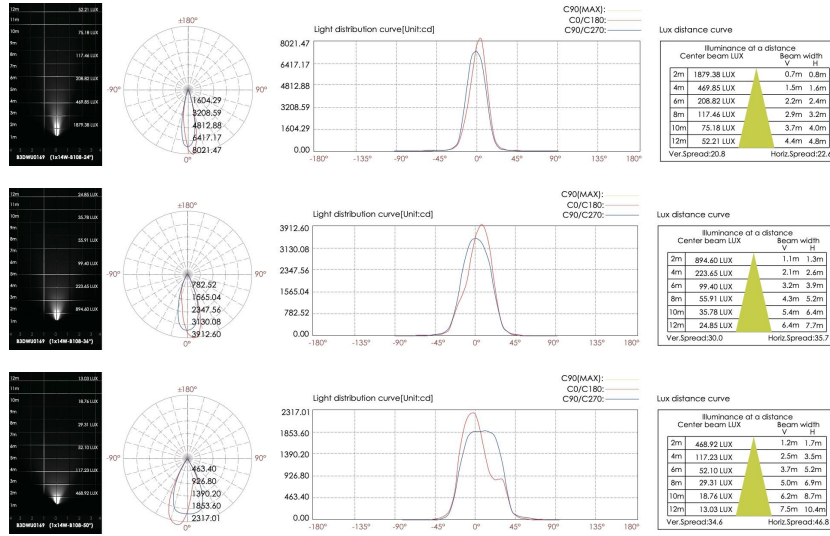 12m 52.21 LUX
11m
10m 75.18 LUX
9m
8m 117.46 LUX
7m
6m 208.82 LUX
5m
4m 469.85 LUX
3m
2m 1879.38 LUX
1m
B3DWU0169 (1x14W-B108-24°)
±180°
-90° 90°
1604.29
3208.59
4812.88
6417.17
8021.47
0°
C90(MAX):
C0/C180:
C90/C270:
Light distribution curve[Unit:cd]
8021.47
6417.17
4812.88
3208.59
1604.29
0.00
-180° -135° -90° -45° 0° 45° 90° 135° 180°
Lux distance curve
Illuminance at a distance
Center beam LUX Beam width
V H
2m 1879.38 LUX 0.7m 0.8m
4m 469.85 LUX 1.5m 1.6m
6m 208.82 LUX 2.2m 2.4m
8m 117.46 LUX 2.9m 3.2m
10m 75.18 LUX 3.7m 4.0m
12m 52.21 LUX 4.4m 4.8m
Ver.Spread:20.8 Horiz.Spread:22.6
12m 24.85 LUX
11m
10m 35.78 LUX
9m
8m 55.91 LUX
7m
6m 99.40 LUX
5m
4m 223.65 LUX
3m
2m 894.60 LUX
1m
B3DWU0169 (1x14W-B108-36°)
±180°
-90° 90°
782.52
1565.04
2347.56
3130.08
3912.60
0°
C90(MAX):
C0/C180:
C90/C270:
Light distribution curve[Unit:cd]
3912.60
3130.08
2347.56
1565.04
782.52
0.00
-180° -135° -90° -45° 0° 45° 90° 135° 180°
Lux distance curve
Illuminance at a distance
Center beam LUX Beam width
V H
2m 894.60 LUX 1.1m 1.3m
4m 223.65 LUX 2.1m 2.6m
6m 99.40 LUX 3.2m 3.9m
8m 55.91 LUX 4.3m 5.2m
10m 35.78 LUX 5.4m 6.4m
12m 24.85 LUX 6.4m 7.7m
Ver.Spread:30.0 Horiz.Spread:35.7
12m 13.03 LUX
11m
10m 18.76 LUX
9m
8m 29.31 LUX
7m
6m 52.10 LUX
5m
4m 117.23 LUX
3m
2m 468.92 LUX
1m
B3DWU0169 (1x14W-B108-50°)
±180°
-90° 90°
463.40
926.80
1390.20
1853.60
2317.01
0°
C90(MAX):
C0/C180:
C90/C270:
Light distribution curve[Unit:cd]
2317.01
1853.60
1390.20
926.80
463.40
0.00
-180° -135° -90° -45° 0° 45° 90° 135° 180°
Lux distance curve
Illuminance at a distance
Center beam LUX Beam width
V H
2m 468.92 LUX 1.2m 1.7m
4m 117.23 LUX 2.5m 3.5m
6m 52.10 LUX 3.7m 5.2m
8m 29.31 LUX 5.0m 6.9m
10m 18.76 LUX 6.2m 8.7m
12m 13.03 LUX 7.5m 10.4m
Ver.Spread:34.6 Horiz.Spread:46.8